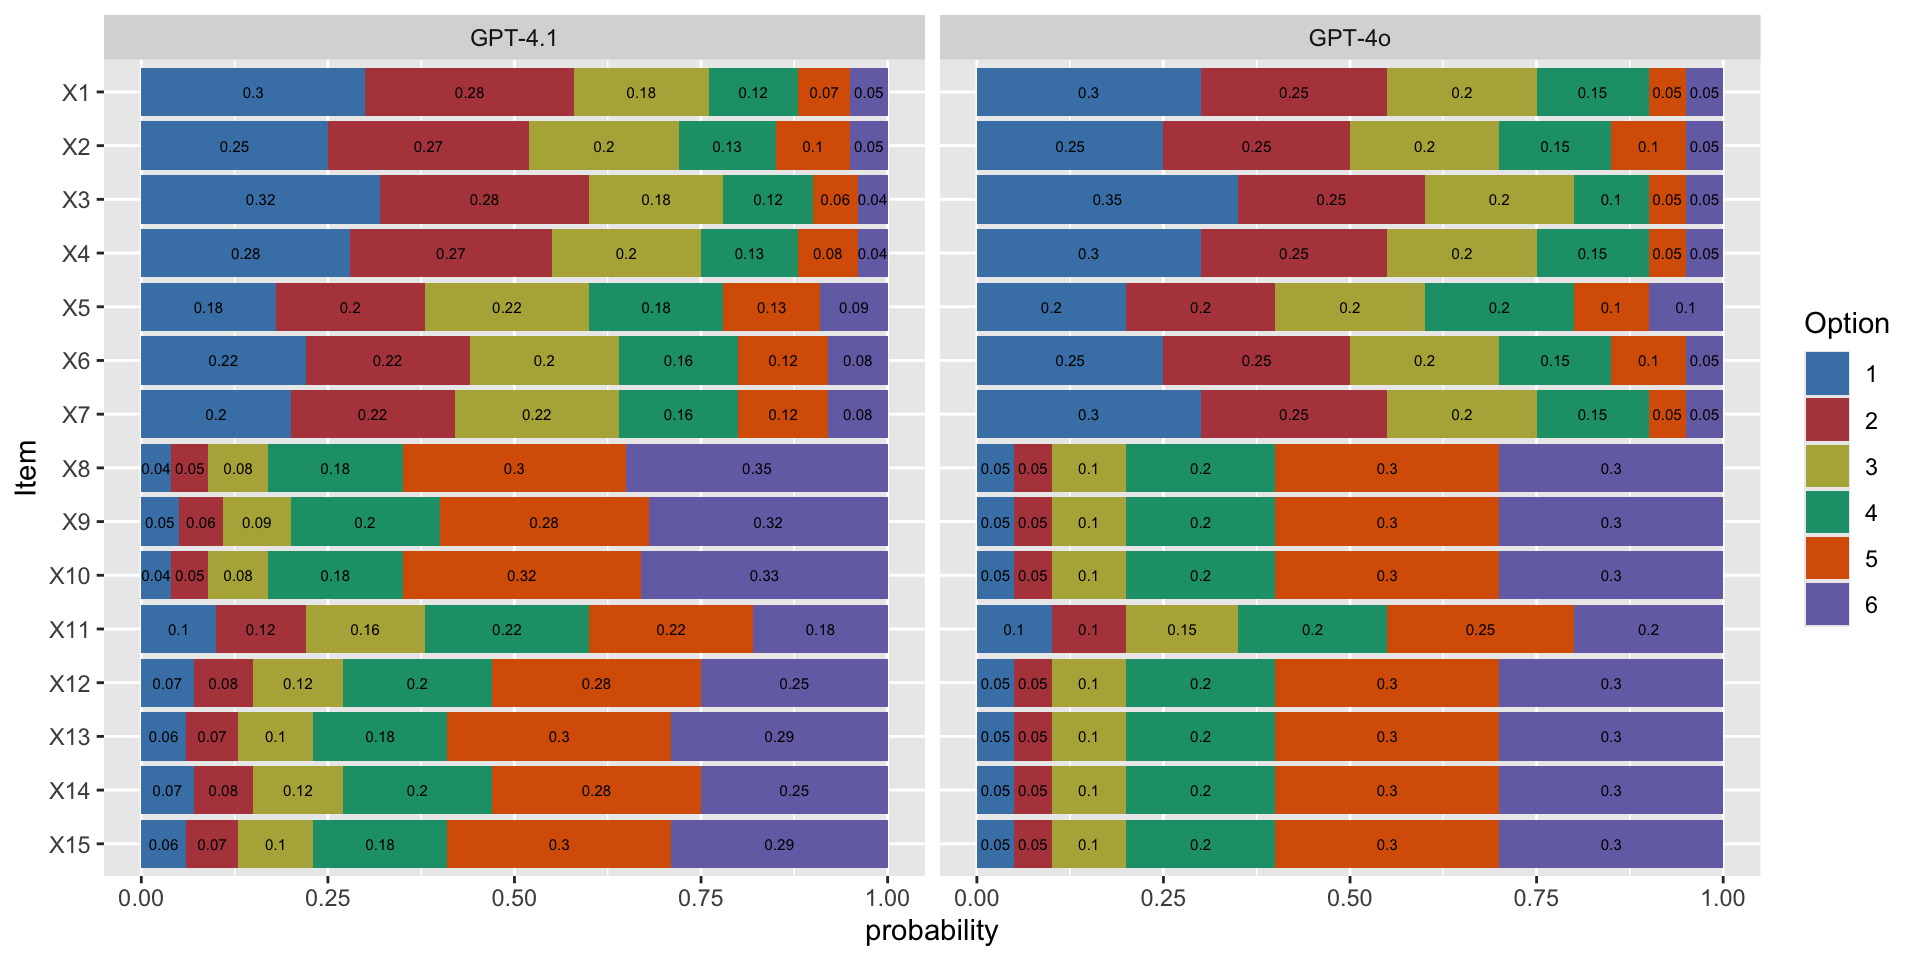 GPT-4.1 GPT-4o
X1 0.3 0.28 0.18 0.12 0.07 0.05 0.3 0.25 0.2 0.15 0.05 0.05
X2 0.25 0.27 0.2 0.13 0.1 0.05 0.25 0.25 0.2 0.15 0.1 0.05
X3 0.32 0.28 0.18 0.12 0.06 0.04 0.35 0.25 0.2 0.1 0.05 0.05
X4 0.28 0.27 0.2 0.13 0.08 0.04 0.3 0.25 0.2 0.15 0.05 0.05
X5 0.18 0.2 0.22 0.18 0.13 0.09 0.2 0.2 0.2 0.2 0.1 0.1
X6 0.22 0.22 0.2 0.16 0.12 0.08 0.25 0.25 0.2 0.15 0.1 0.05
X7 0.2 0.22 0.22 0.16 0.12 0.08 0.3 0.25 0.2 0.15 0.05 0.05
X8 0.04 0.05 0.08 0.18 0.3 0.35 0.05 0.05 0.1 0.2 0.3 0.3
X9 0.05 0.06 0.09 0.2 0.28 0.32 0.05 0.05 0.1 0.2 0.3 0.3
X10 0.04 0.05 0.08 0.18 0.32 0.33 0.05 0.05 0.1 0.2 0.3 0.3
X11 0.1 0.12 0.16 0.22 0.22 0.18 0.1 0.1 0.15 0.2 0.25 0.2
X12 0.07 0.08 0.12 0.2 0.28 0.25 0.05 0.05 0.1 0.2 0.3 0.3
X13 0.06 0.07 0.1 0.18 0.3 0.29 0.05 0.05 0.1 0.2 0.3 0.3
X14 0.07 0.08 0.12 0.2 0.28 0.25 0.05 0.05 0.1 0.2 0.3 0.3
X15 0.06 0.07 0.1 0.18 0.3 0.29 0.05 0.05 0.1 0.2 0.3 0.3
0.00 0.25 0.50 0.75 1.00 0.00 0.25 0.50 0.75 1.00
probability
Item
Option
1
2
3
4
5
6